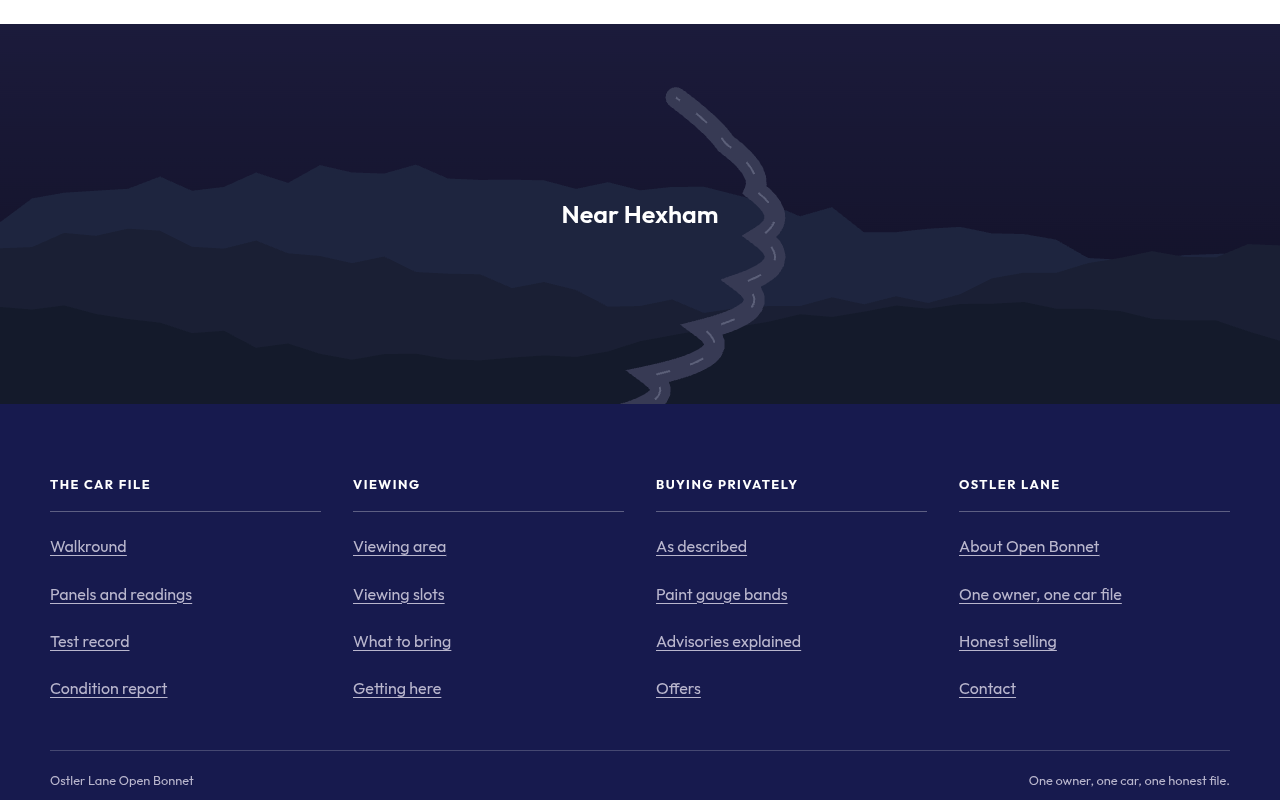 Near Hexham
THE CAR FILE
Walkround
Panels and readings
Test record
Condition report
VIEWING
Viewing area
Viewing slots
What to bring
Getting here
BUYING PRIVATELY
As described
Paint gauge bands
Advisories explained
Offers
OSTLER LANE
About Open Bonnet
One owner, one car file
Honest selling
Contact
Ostler Lane Open Bonnet
One owner, one car, one honest file.